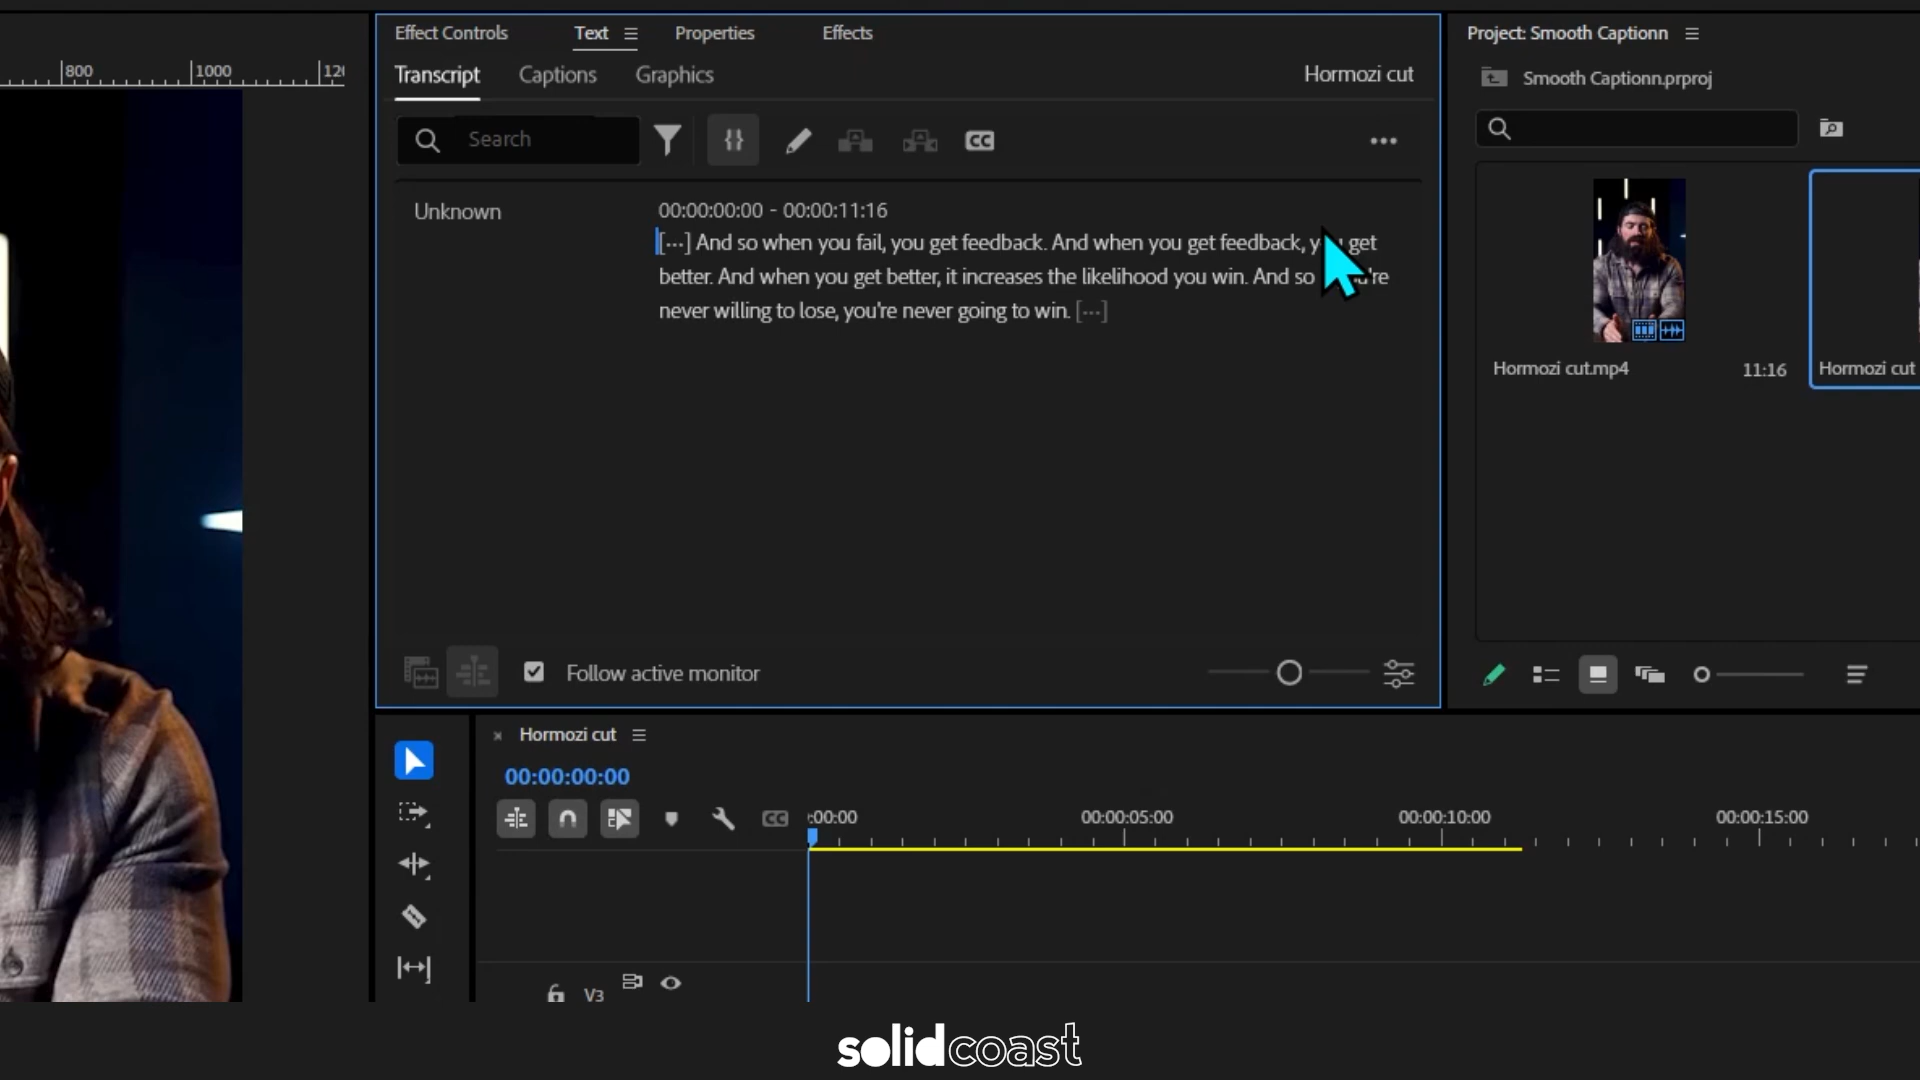 Effect Controls
Text
Properties
Effects
Project: Smooth Captionn
800
1000
Transcript
Captions
Graphics
Hormozi cut
Smooth Captionn.prproj
Search
CC
Unknown
00:00:00:00 - 00:00:11:16
[...] And so when you fail, you get feedback. And when you get feedback, get
better. And when you get better, it increases the likelihood you win. And so
never willing to lose, you're never going to win. [...]
Hormozi cut.mp4
11:16
Hormozi cut
Follow active monitor
Hormozi cut
00:00:00:00
CC
:00:00
00:00:05:00
00:00:10:00
00:00:15:00
V3
solidcoast